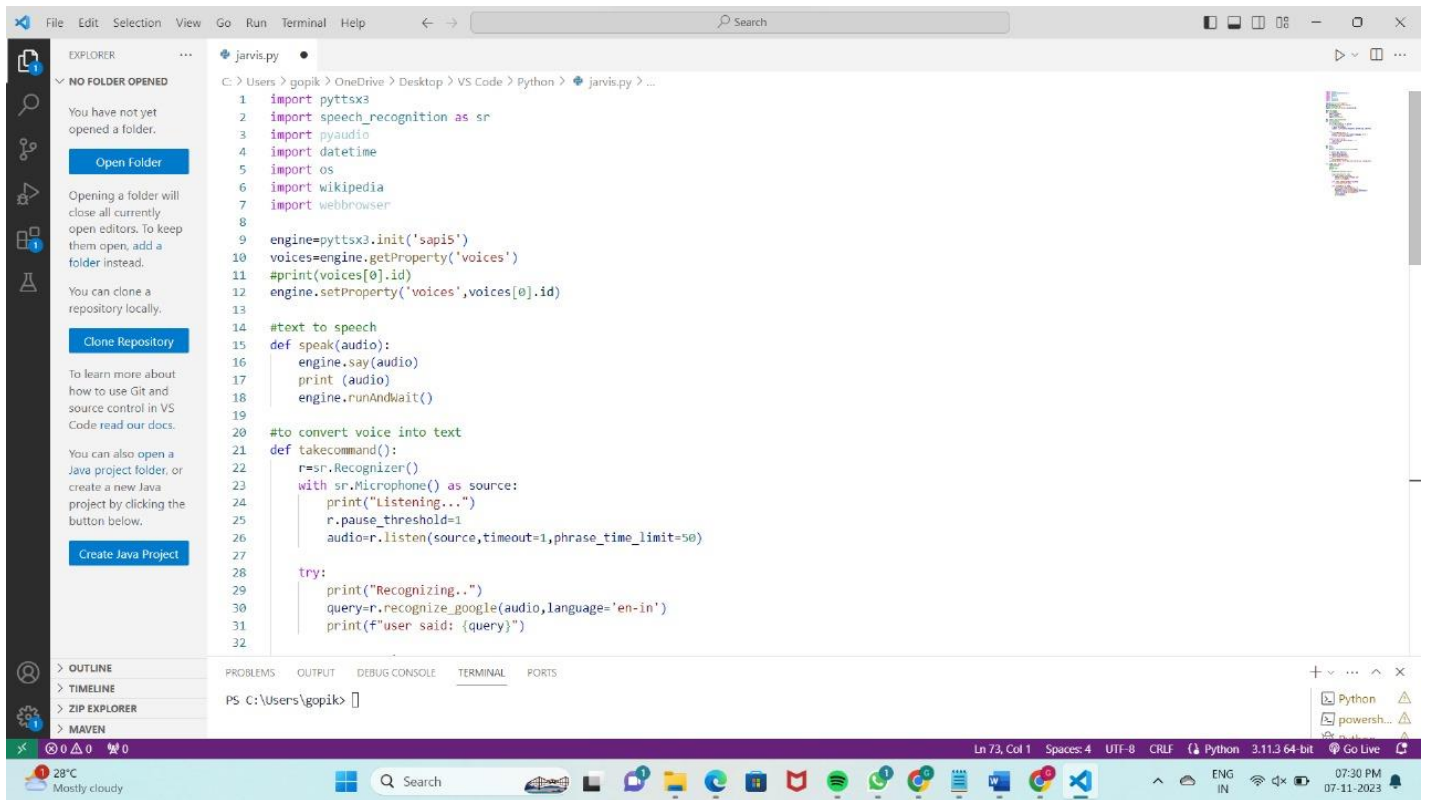 File Edit Selection View Go Run Terminal Help
Search
EXPLORER
NO FOLDER OPENED
You have not yet
opened a folder.
Open Folder
Opening a folder will
close all currently
open editors. To keep
them open, add a
folder instead.
You can clone a
repository locally.
Clone Repository
To learn more about
how to use Git and
source control in VS
Code read our docs.
You can also open a
Java project folder, or
create a new Java
project by clicking the
button below.
Create Java Project
OUTLINE
TIMELINE
ZIP EXPLORER
MAVEN
jarvis.py
C: > Users > gopik > OneDrive > Desktop > VS Code > Python > jarvis.py > ...
1 import pyttsx3
2 import speech_recognition as sr
3 import pyaudio
4 import datetime
5 import os
6 import wikipedia
7 import webbrowser
8
9 engine=pyttsx3.init('sapi5')
10 voices=engine.getProperty('voices')
11 #print(voices[0].id)
12 engine.setProperty('voices',voices[0].id)
13
14 #text to speech
15 def speak(audio):
16     engine.say(audio)
17     print (audio)
18     engine.runAndWait()
19
20 #to convert voice into text
21 def takecommand():
22     r=sr.Recognizer()
23     with sr.Microphone() as source:
24         print("Listening...")
25         r.pause_threshold=1
26         audio=r.listen(source,timeout=1,phrase_time_limit=50)
27
28     try:
29         print("Recognizing..")
30         query=r.recognize_google(audio,language='en-in')
31         print(f"user said: {query}")
32
PROBLEMS OUTPUT DEBUG CONSOLE TERMINAL PORTS
PS C:\Users\gopik>
Python
powersh...
0 0 0
Ln 73, Col 1 Spaces: 4 UTF-8 CRLF Python 3.11.3 64-bit Go Live
28°C
Mostly cloudy
Search
ENG
IN
07:30 PM
07-11-2023